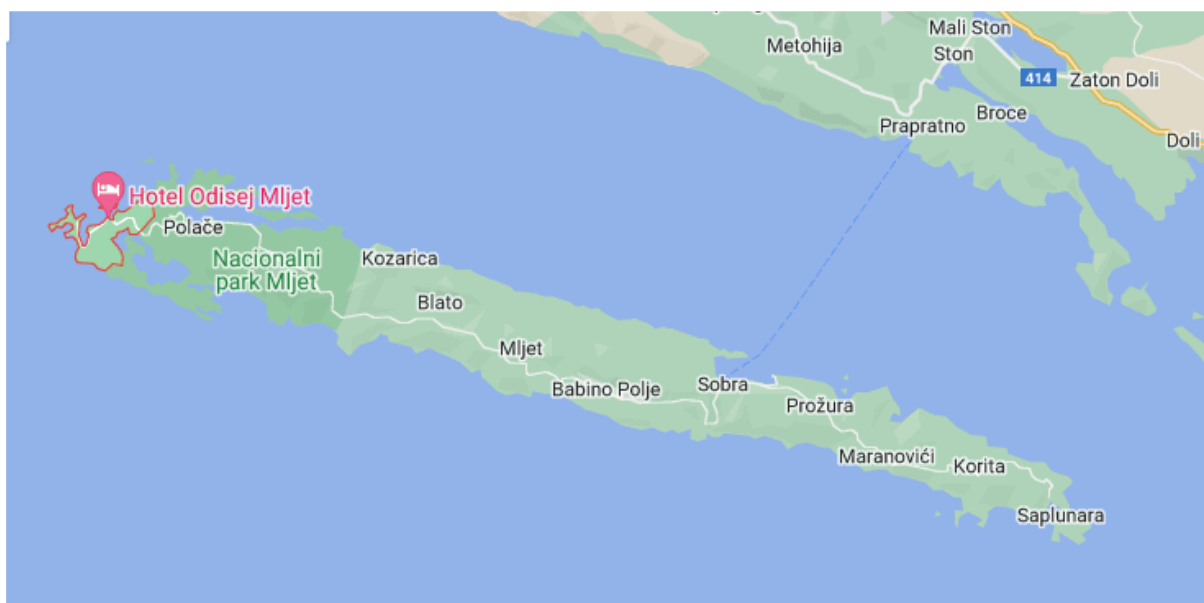 Mali Ston
Metohija
Ston
414
Zaton Doli
Broce
Prapratno
Doli
Hotel Odisej Mljet
Polače
Nacionalni
park Mljet
Kozarica
Blato
Mljet
Babino Polje
Sobra
Prožura
Maranovići
Korita
Saplunara